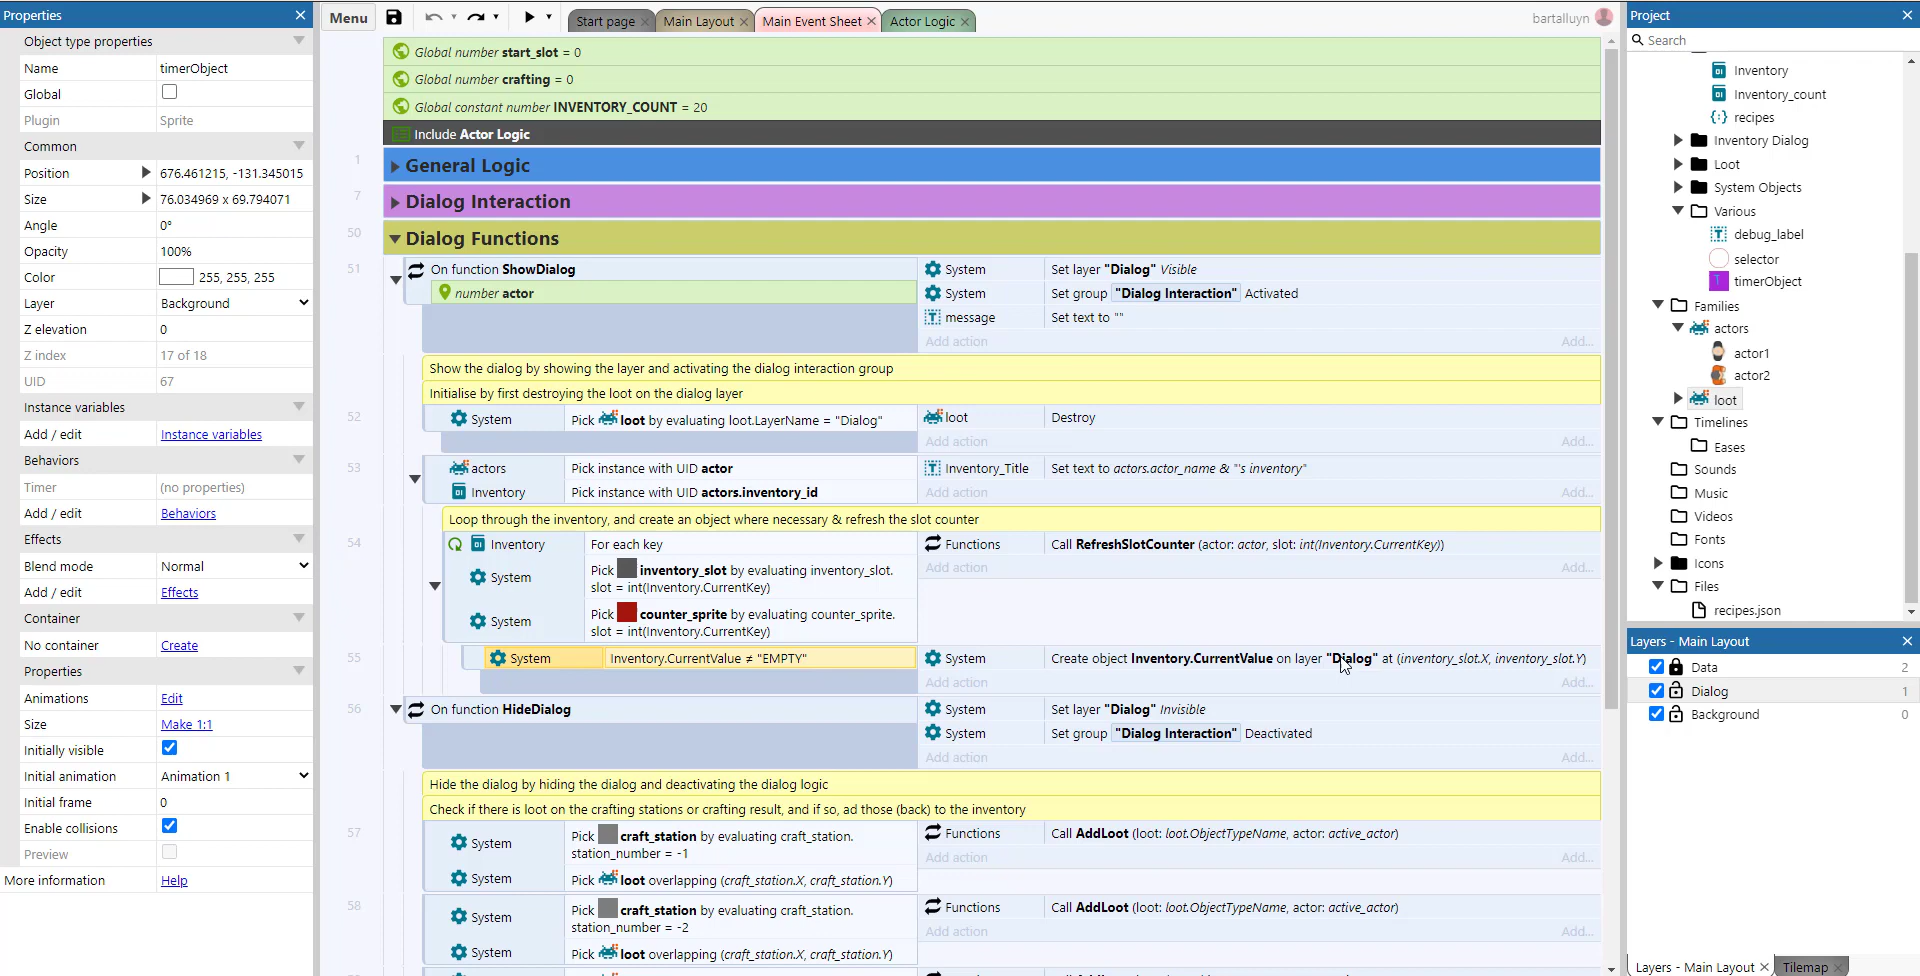 Properties
Object type properties
Name timerObject
Global
Plugin Sprite
Common
Position 676.461215, -131.345015
Size 76.034969 x 69.794071
Angle 0°
Opacity 100%
Color 255, 255, 255
Layer Background
Z elevation 0
Z index 17 of 18
UID 67
Instance variables
Add / edit Instance variables
Behaviors
Timer (no properties)
Add / edit Behaviors
Effects
Blend mode Normal
Add / edit Effects
Container
No container Create
Properties
Animations Edit
Size Make 1:1
Initially visible
Initial animation Animation 1
Initial frame 0
Enable collisions
Preview
More information Help
Menu
Start page
Main Layout
Main Event Sheet
Actor Logic
bartalluyn
Global number start_slot = 0
Global number crafting = 0
Global constant number INVENTORY_COUNT = 20
Include Actor Logic
1 General Logic
7 Dialog Interaction
50 Dialog Functions
51 On function ShowDialog
number actor
System Set layer "Dialog" Visible
System Set group "Dialog Interaction" Activated
message Set text to ""
Add action Add...
Show the dialog by showing the layer and activating the dialog interaction group
Initialise by first destroying the loot on the dialog layer
52 System Pick loot by evaluating loot.LayerName = "Dialog" loot Destroy
Add action Add...
53 actors Pick instance with UID actor Inventory_Title Set text to actors.actor_name & "'s inventory"
Inventory Pick instance with UID actors.inventory_id Add action Add...
Loop through the inventory, and create an object where necessary & refresh the slot counter
54 Inventory For each key Functions Call RefreshSlotCounter (actor: actor, slot: int(Inventory.CurrentKey))
Add action Add...
System Pick inventory_slot by evaluating inventory_slot.
slot = int(Inventory.CurrentKey)
System Pick counter_sprite by evaluating counter_sprite.
slot = int(Inventory.CurrentKey)
55 System Inventory.CurrentValue ≠ "EMPTY" System Create object Inventory.CurrentValue on layer "Dialog" at (inventory_slot.X, inventory_slot.Y)
Add action Add...
56 On function HideDialog System Set layer "Dialog" Invisible
System Set group "Dialog Interaction" Deactivated
Add action Add...
Hide the dialog by hiding the dialog and deactivating the dialog logic
Check if there is loot on the crafting stations or crafting result, and if so, ad those (back) to the inventory
57 System Pick craft_station by evaluating craft_station.
station_number = -1
Functions Call AddLoot (loot: loot.ObjectTypeName, actor: active_actor)
Add action Add...
System Pick loot overlapping (craft_station.X, craft_station.Y)
58 System Pick craft_station by evaluating craft_station.
station_number = -2
Functions Call AddLoot (loot: loot.ObjectTypeName, actor: active_actor)
Add action Add...
System Pick loot overlapping (craft_station.X, craft_station.Y)
Project
Search
Inventory
Inventory_count
recipes
Inventory Dialog
Loot
System Objects
Various
debug_label
selector
timerObject
Families
actors
actor1
actor2
loot
Timelines
Eases
Sounds
Music
Videos
Fonts
Icons
Files
recipes.json
Layers - Main Layout
Data 2
Dialog 1
Background 0
Layers - Main Layout
Tilemap